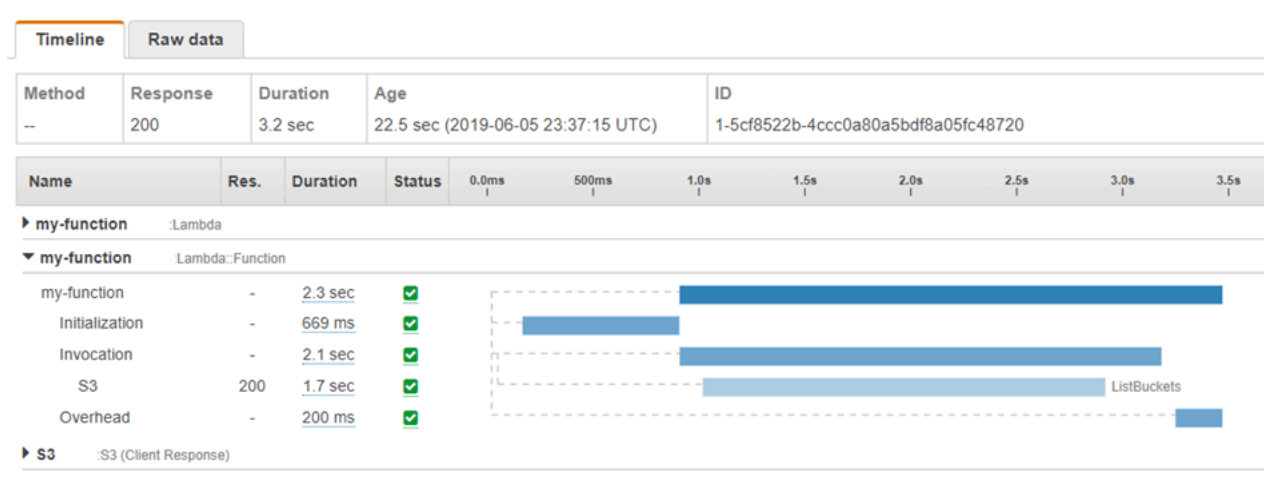 Timeline Raw data
Method Response Duration Age ID
-- 200 3.2 sec 22.5 sec (2019-06-05 23:37:15 UTC) 1-5cf8522b-4ccc0a80a5bdf8a05fc48720
Name Res. Duration Status 0.0ms 500ms 1.0s 1.5s 2.0s 2.5s 3.0s 3.5s
my-function :Lambda
my-function :Lambda::Function
my-function - 2.3 sec
Initialization - 669 ms
Invocation - 2.1 sec
S3 200 1.7 sec ListBuckets
Overhead - 200 ms
S3 :S3 (Client Response)